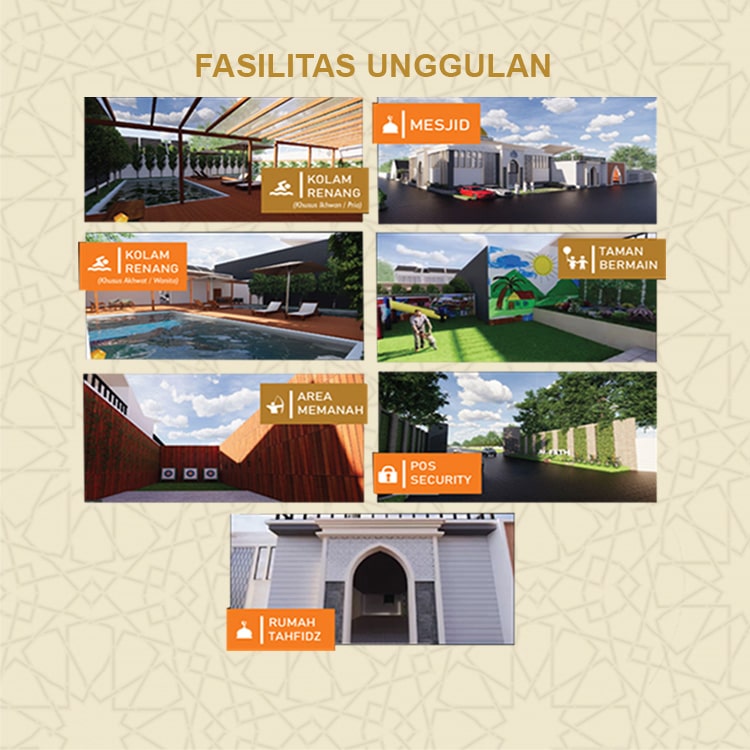 FASILITAS UNGGULAN
KOLAM
RENANG
(Khusus Ikhwan / Pria)
MESJID
KOLAM
RENANG
(Khusus Akhwat / Wanita)
TAMAN
BERMAIN
AREA
MEMANAH
POS
SECURITY
RUMAH
TAHFIDZ